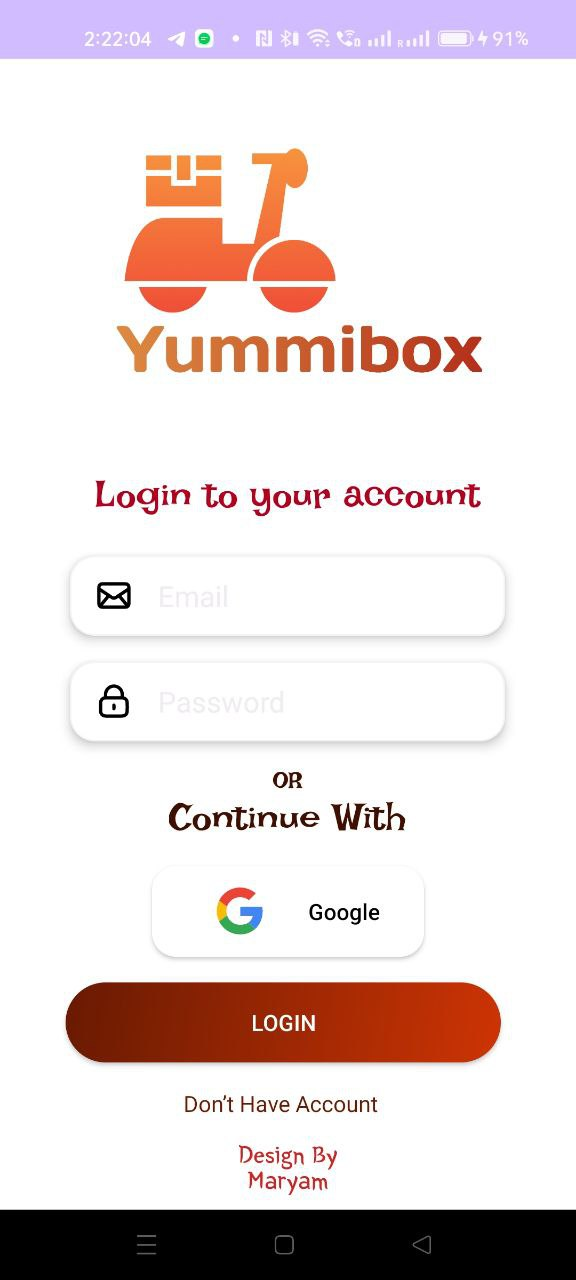 2:22:04 R 91%
Yummibox
Login to your account
Email
Password
OR
Continue With
Google
LOGIN
Don’t Have Account
Design By
Maryam